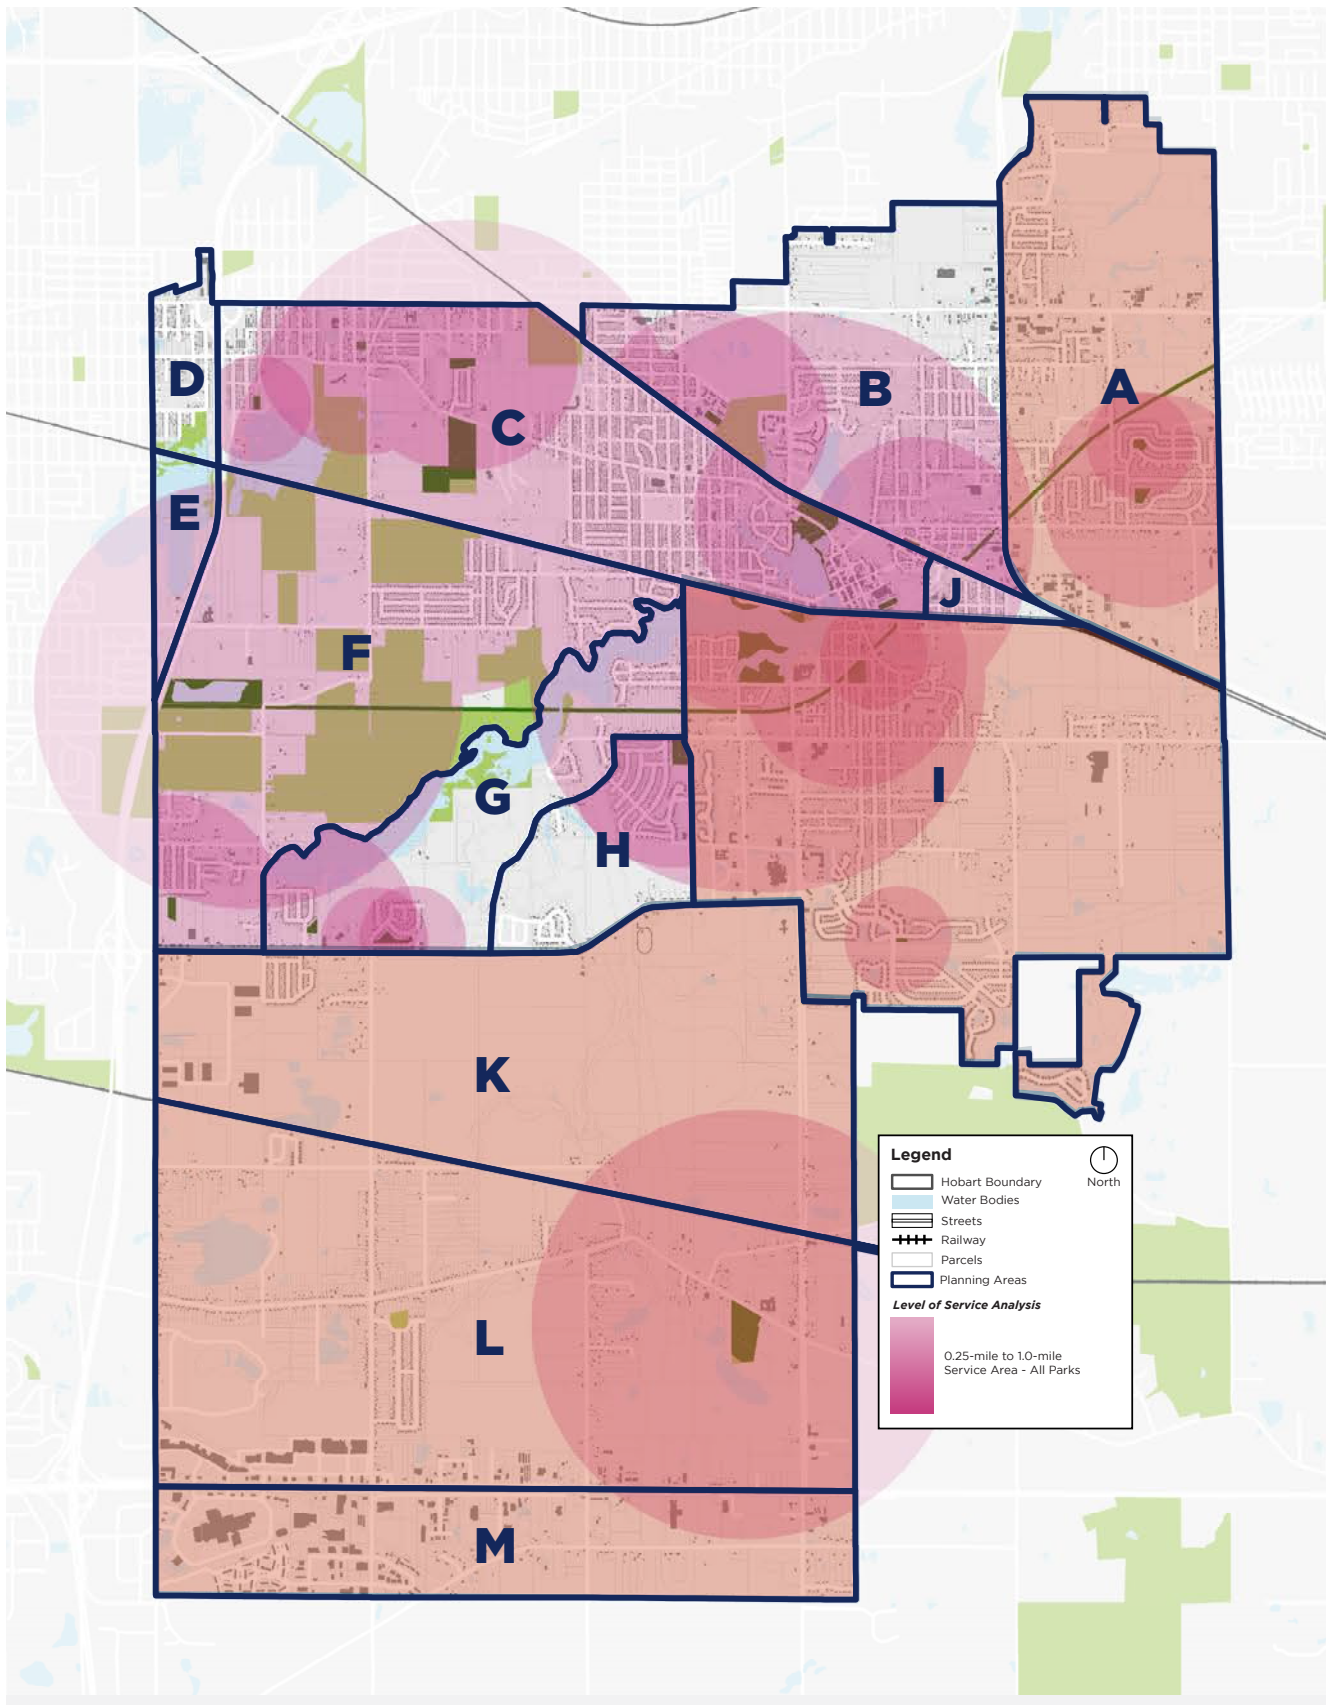 A
D
B
C
E
J
F
I
G
H
K
L
M
Legend
North
Hobart Boundary
Water Bodies
Streets
Railway
Parcels
Planning Areas
Level of Service Analysis
0.25-mile to 1.0-mile
Service Area - All Parks